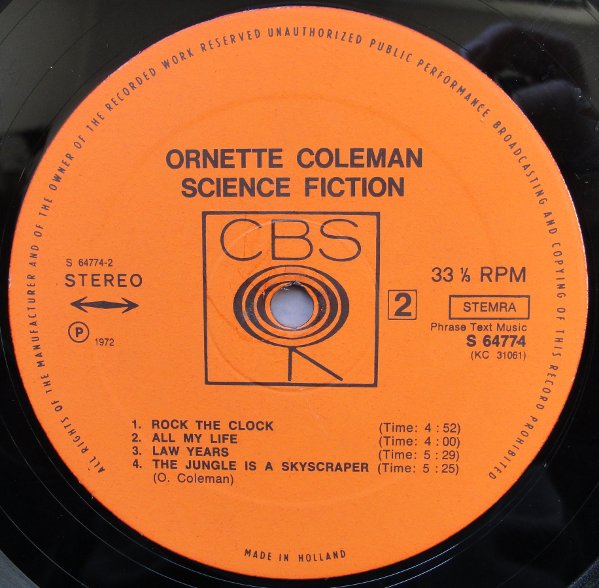 ALL RIGHTS OF THE MANUFACTURER AND OF THE OWNER OF THE RECORDED WORK RESERVED UNAUTHORIZED PUBLIC PERFORMANCE, BROADCASTING AND COPYING OF THIS RECORD PROHIBITED
ORNETTE COLEMAN
SCIENCE FICTION
CBS
S 64774-2
STEREO
33 ⅓ RPM
2
STEMRA
Phrase Text Music
S 64774
(KC 31061)
P 1972
1. ROCK THE CLOCK (Time: 4 : 52)
2. ALL MY LIFE (Time: 4 : 00)
3. LAW YEARS (Time: 5 : 29)
4. THE JUNGLE IS A SKYSCRAPER (Time: 5 : 25)
(O. Coleman)
MADE IN HOLLAND